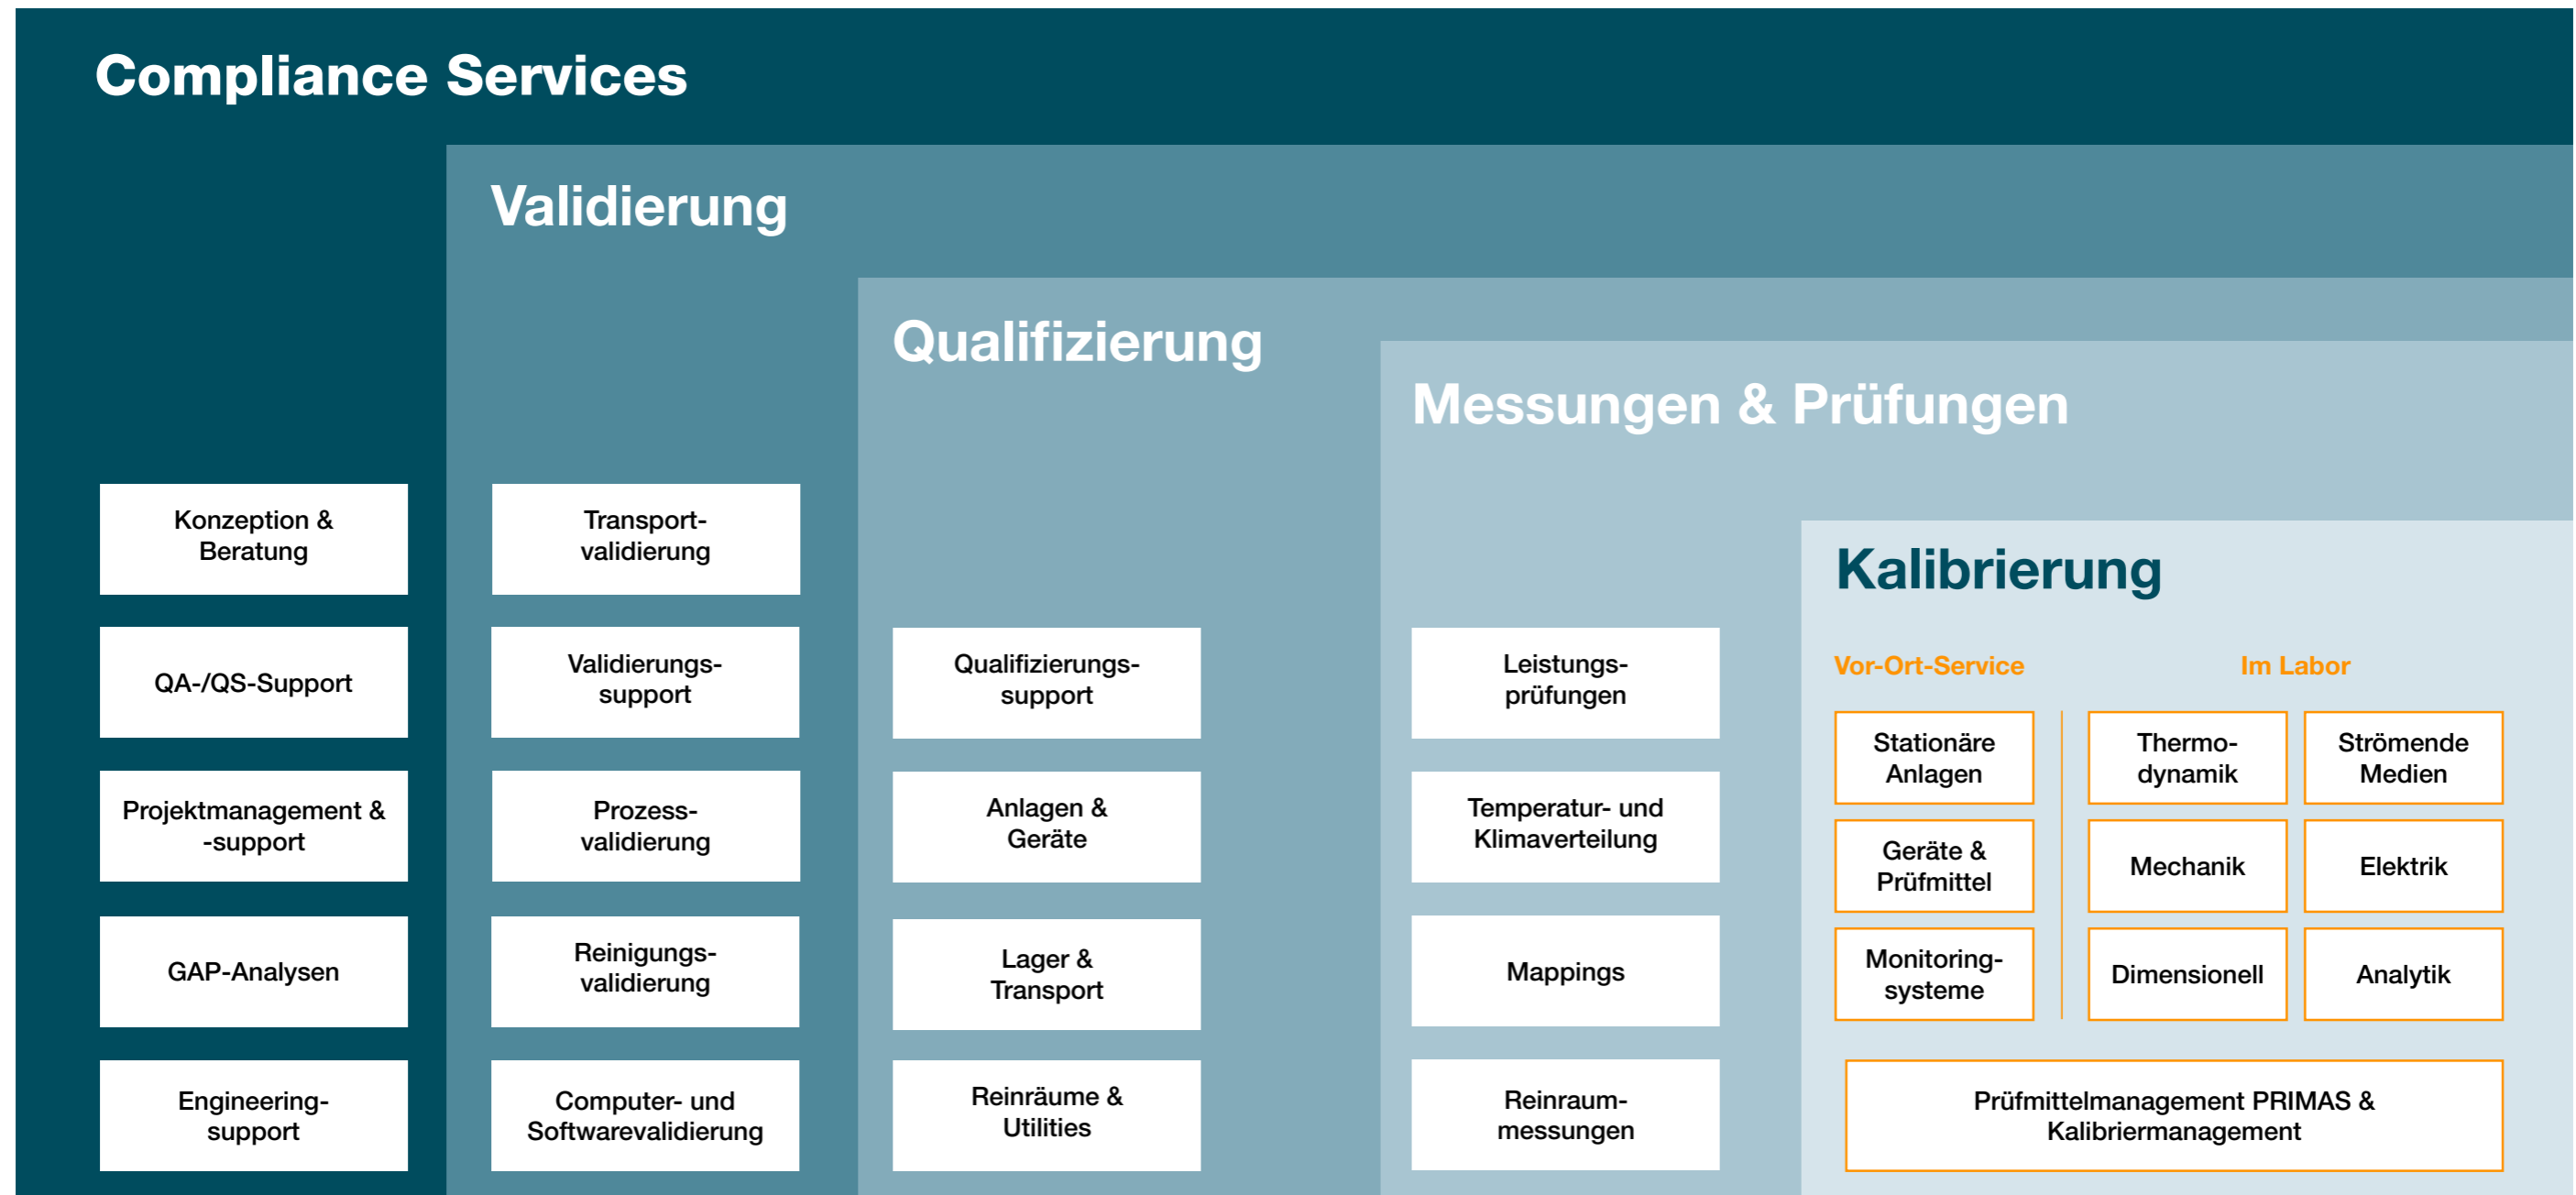 Compliance Services
Validierung
Qualifizierung
Messungen & Prüfungen
Kalibrierung
Konzeption &
Beratung
QA-/QS-Support
Projektmanagement &
-support
GAP-Analysen
Engineering-
support
Transport-
validierung
Validierungs-
support
Prozess-
validierung
Reinigungs-
validierung
Computer- und
Softwarevalidierung
Qualifizierungs-
support
Anlagen &
Geräte
Lager &
Transport
Reinräume &
Utilities
Leistungs-
prüfungen
Temperatur- und
Klimaverteilung
Mappings
Reinraum-
messungen
Vor-Ort-Service
Stationäre
Anlagen
Geräte &
Prüfmittel
Monitoring-
systeme
Im Labor
Thermo-
dynamik
Strömende
Medien
Mechanik
Elektrik
Dimensionell
Analytik
Prüfmittelmanagement PRIMAS &
Kalibriermanagement